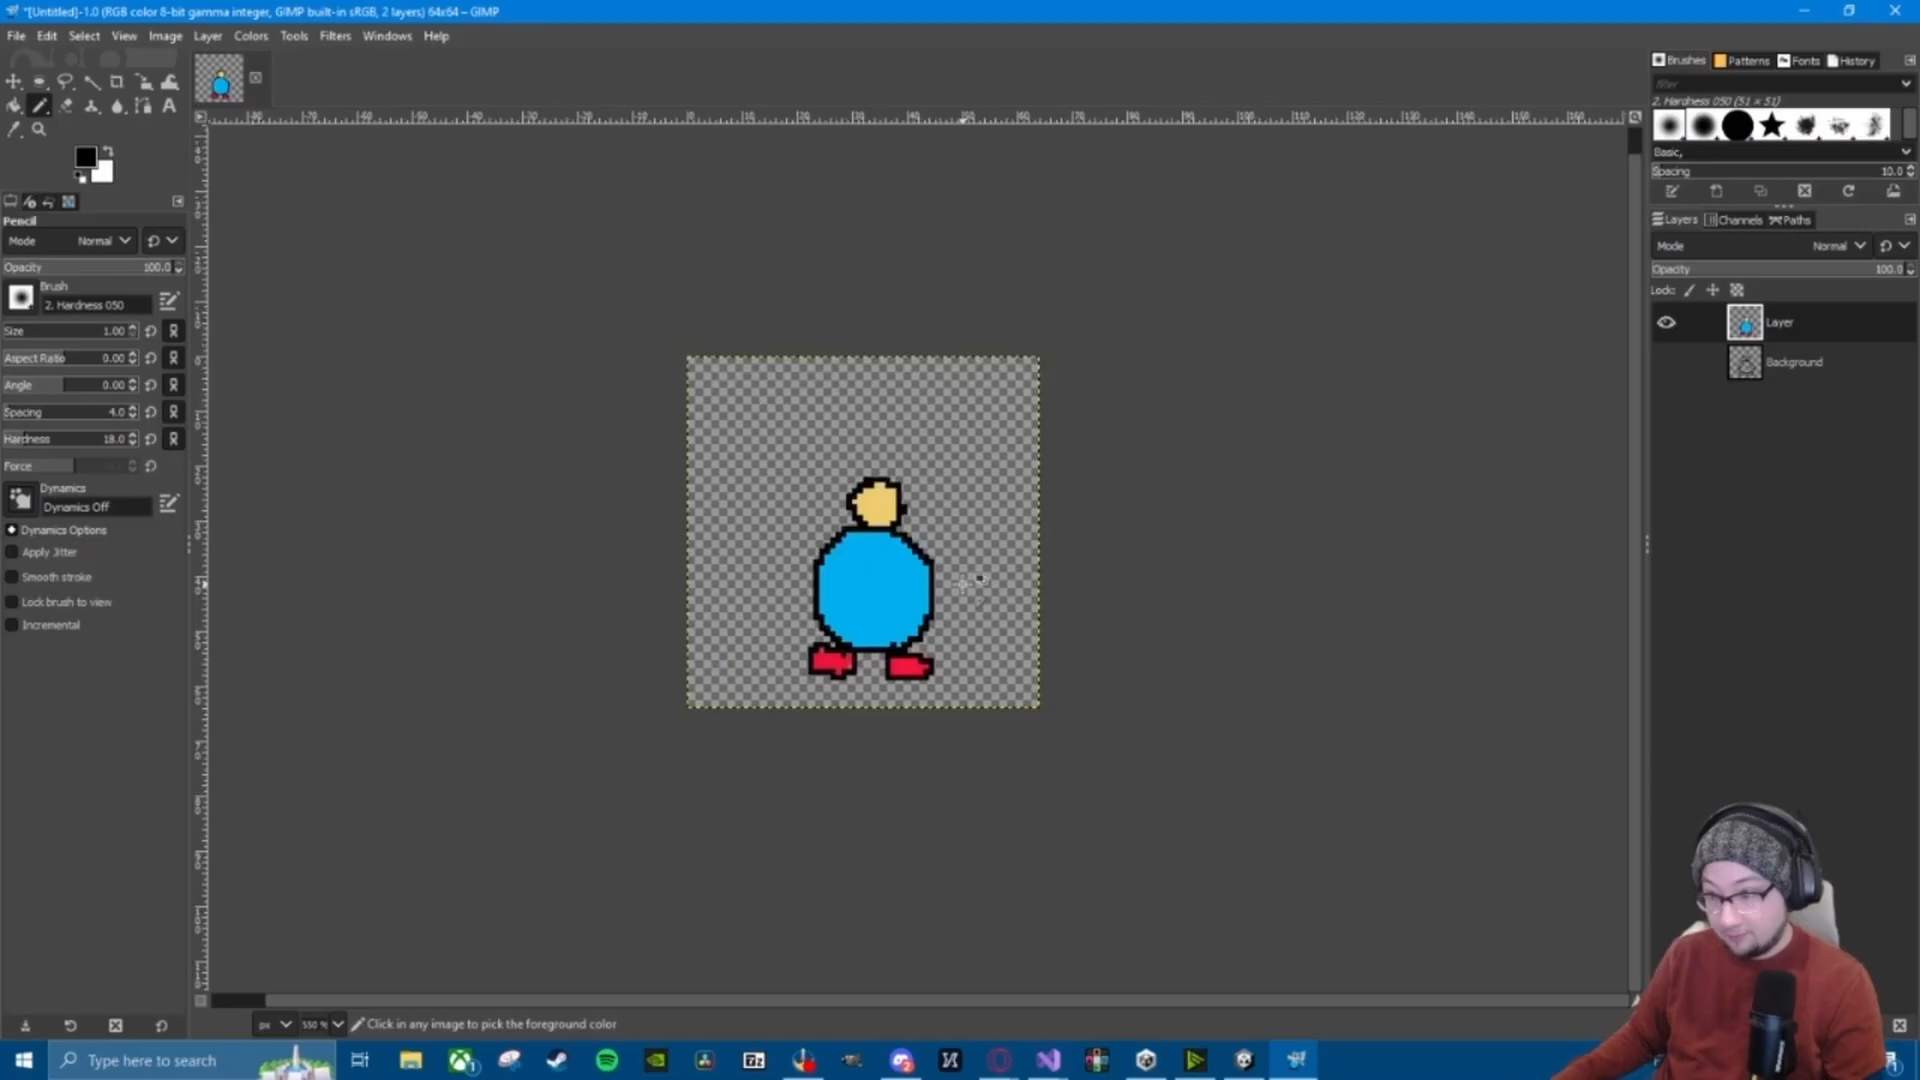 "[Untitled]-1.0 (RGB color 8-bit gamma integer, GIMP built-in sRGB, 2 layers) 64x64 – GIMP
File Edit Select View Image Layer Colors Tools Filters Windows Help
Brushes Patterns Fonts History
filter
2. Hardness 050 (51 × 51)
Basic,
Spacing 10.0
Pencil
Mode Normal
Opacity 100.0
Brush
2. Hardness 050
Size 1.00
Aspect Ratio 0.00
Angle 0.00
Spacing 4.0
Hardness 18.0
Force
Dynamics
Dynamics Off
Dynamics Options
Apply Jitter
Smooth stroke
Lock brush to view
Incremental
Layers Channels Paths
Mode Normal
Opacity 100.0
Lock:
Layer
Background
px 550 % Click in any image to pick the foreground color
Type here to search